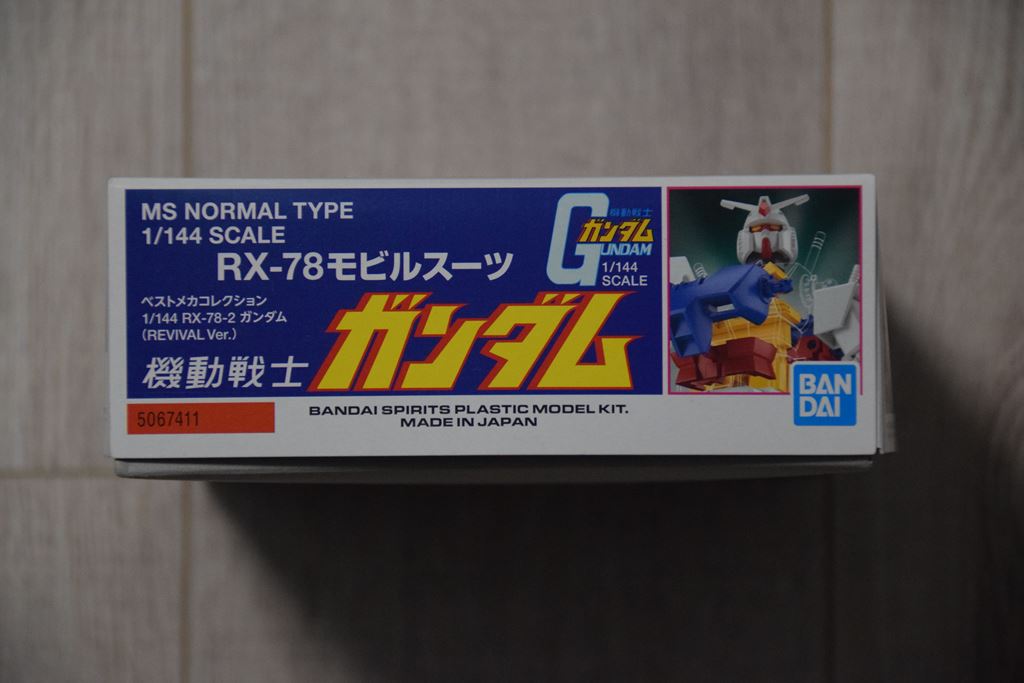 MS NORMAL TYPE
1/144 SCALE
RX-78モビルスーツ
ベストメカコレクション
1/144 RX-78-2 ガンダム
(REVIVAL Ver.)
機動戦士 ガンダム
機動戦士
ガンダム
GUNDAM
1/144
SCALE
5067411
BANDAI SPIRITS PLASTIC MODEL KIT.
MADE IN JAPAN
BAN
DAI